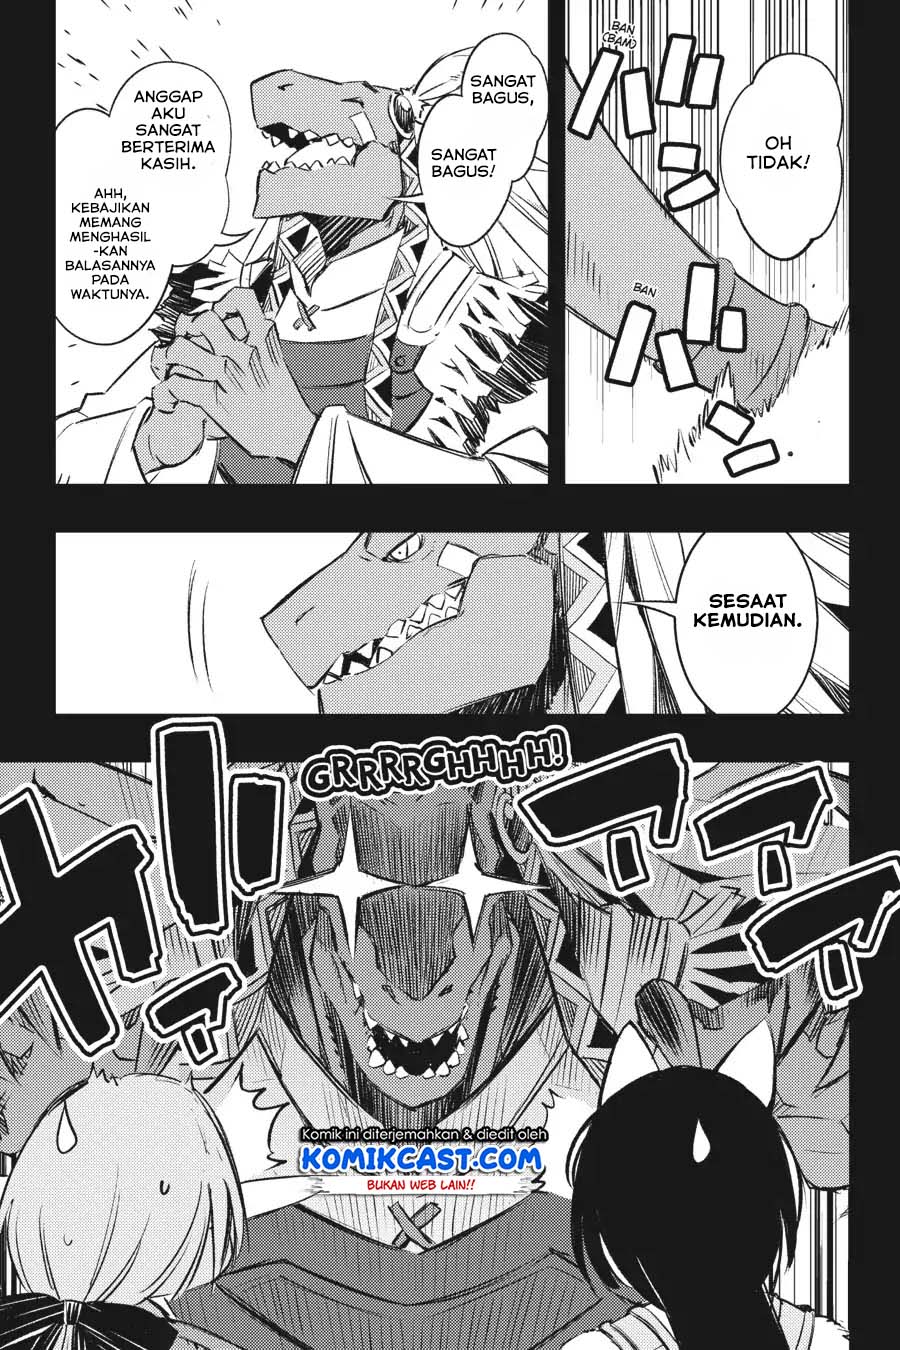 BAN
(BAM)
OH
TIDAK!
BAN
SANGAT
BAGUS,
SANGAT
BAGUS!
ANGGAP
AKU
SANGAT
BERTERIMA
KASIH.
AHH,
KEBAJIKAN
MEMANG
MENGHASIL
-KAN
BALASANNYA
PADA
WAKTUNYA.
SESAAT
KEMUDIAN.
GRRRRGHHHH!
Komik ini diterjemahkan & diedit oleh
KOMIKCAST.COM
BUKAN WEB LAIN!!